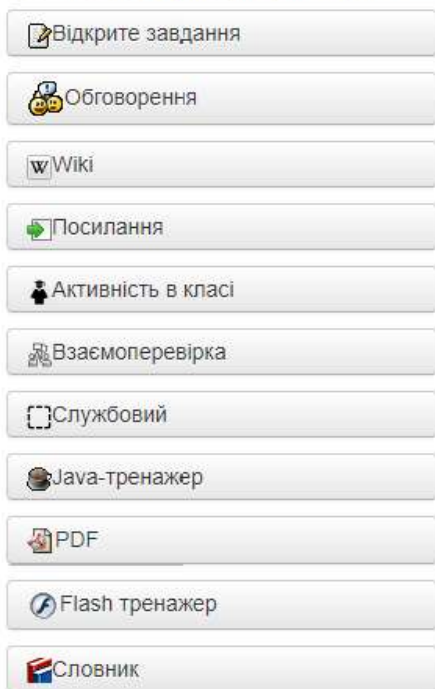 Відкрите завдання
Обговорення
W Wiki
Посилання
Активність в класі
Взаємоперевірка
Службовий
Java-тренажер
PDF
Flash тренажер
Словник